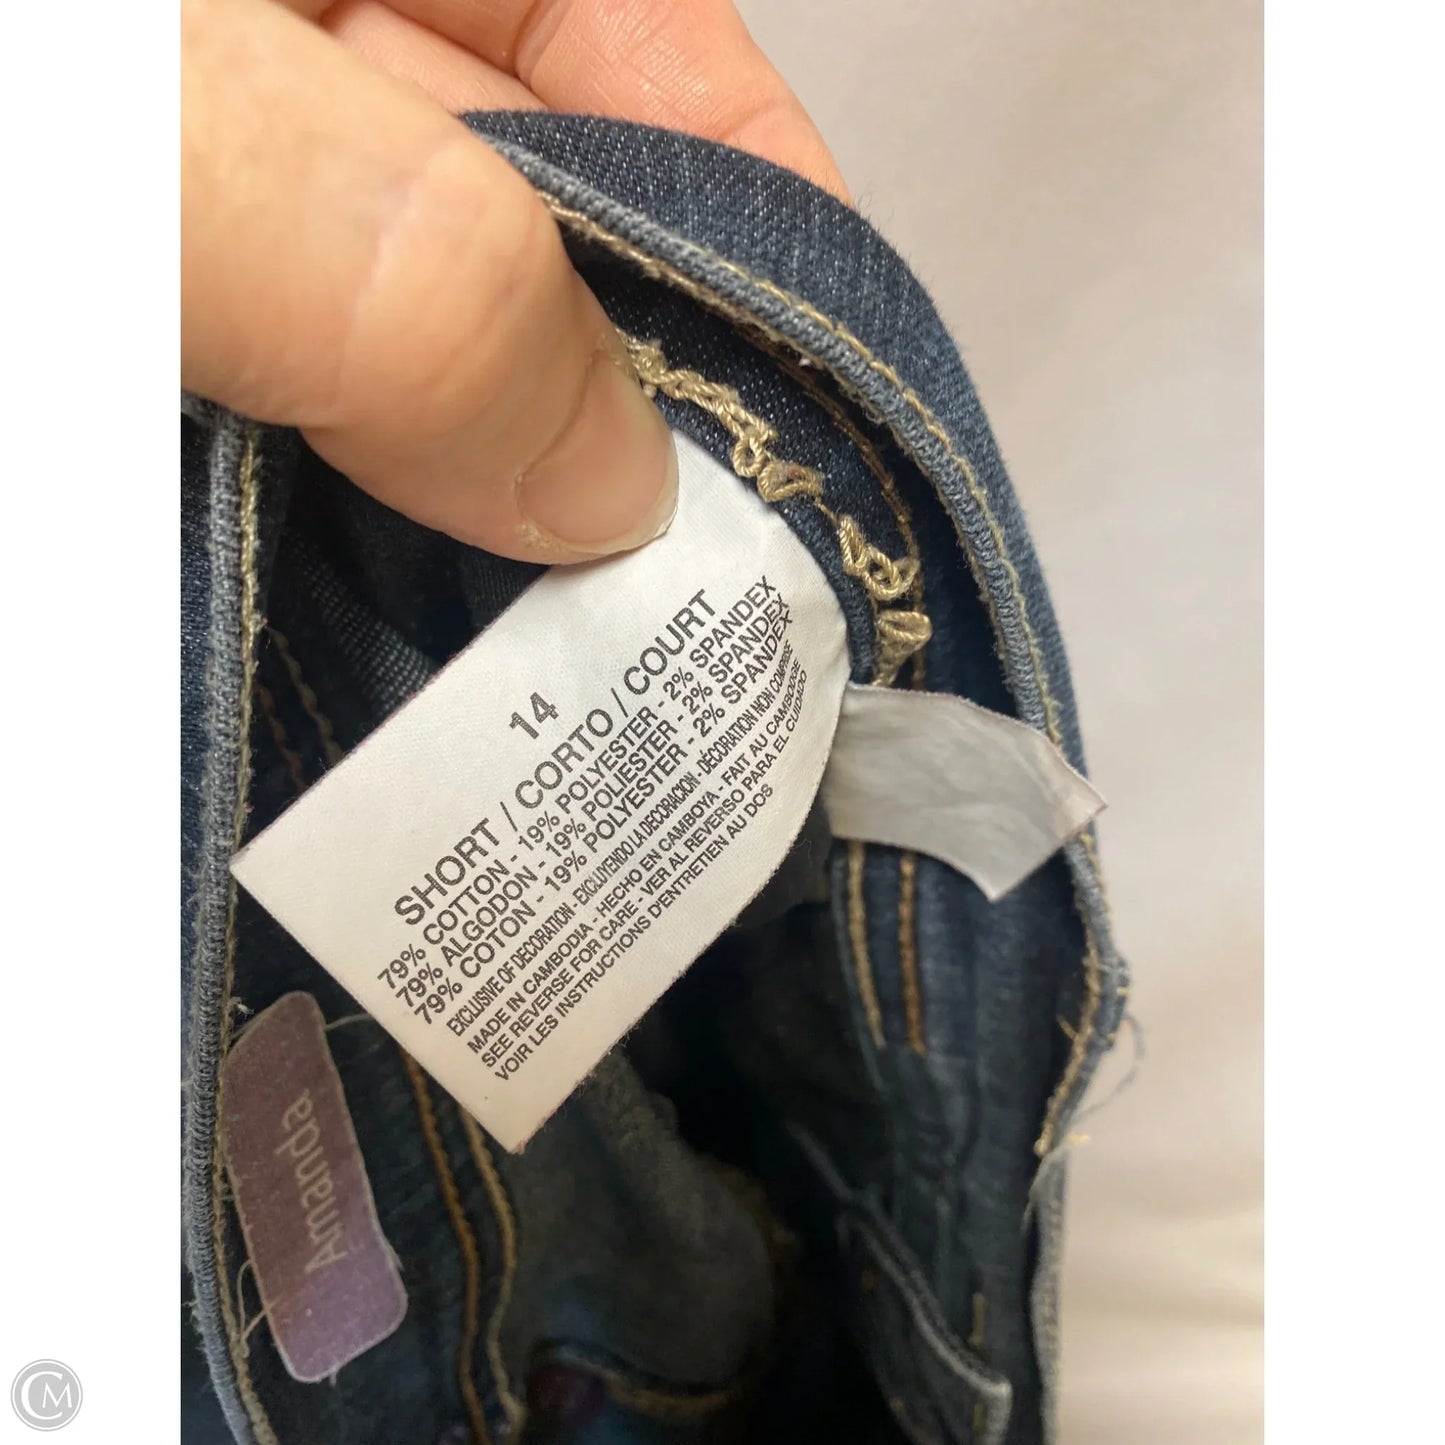 14
SHORT / CORTO / COURT
79% COTTON - 19% POLYESTER - 2% SPANDEX
79% ALGODON - 19% POLIESTER - 2% SPANDEX
79% COTON - 19% POLYESTER - 2% SPANDEX
EXCLUSIVE OF DECORATION - EXCLUYENDO LA DECORACION - DÉCORATION NON COMPRISE
MADE IN CAMBODIA - HECHO EN CAMBOYA - FAIT AU CAMBODGE
SEE REVERSE FOR CARE - VER AL REVERSO PARA EL CUIDADO
VOIR LES INSTRUCTIONS D'ENTRETIEN AU DOS
Amanda
CM